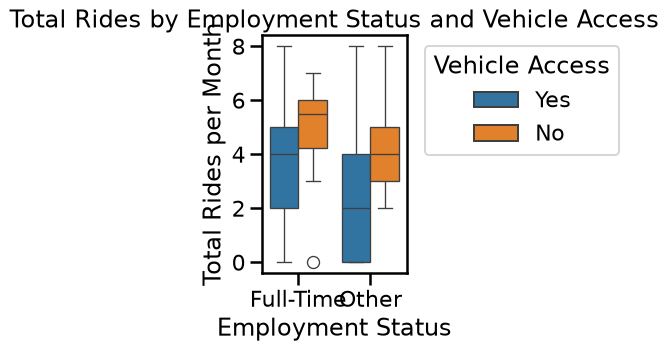 Total Rides by Employment Status and Vehicle Access
Total Rides per Month
8
6
4
2
0
Full-Time
Other
Employment Status
Vehicle Access
Yes
No